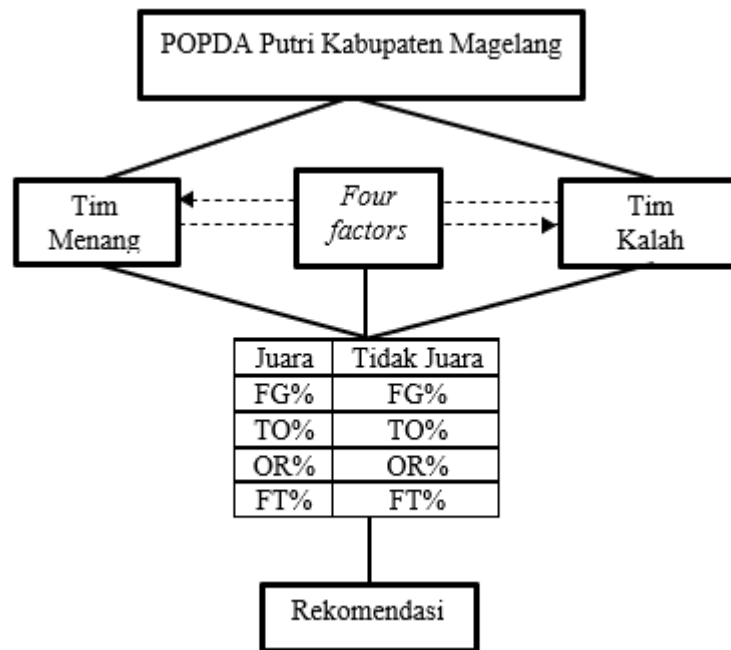 POPDA Putri Kabupaten Magelang
Tim
Menang
Four
factors
Tim
Kalah
Juara Tidak Juara
FG% FG%
TO% TO%
OR% OR%
FT% FT%
Rekomendasi